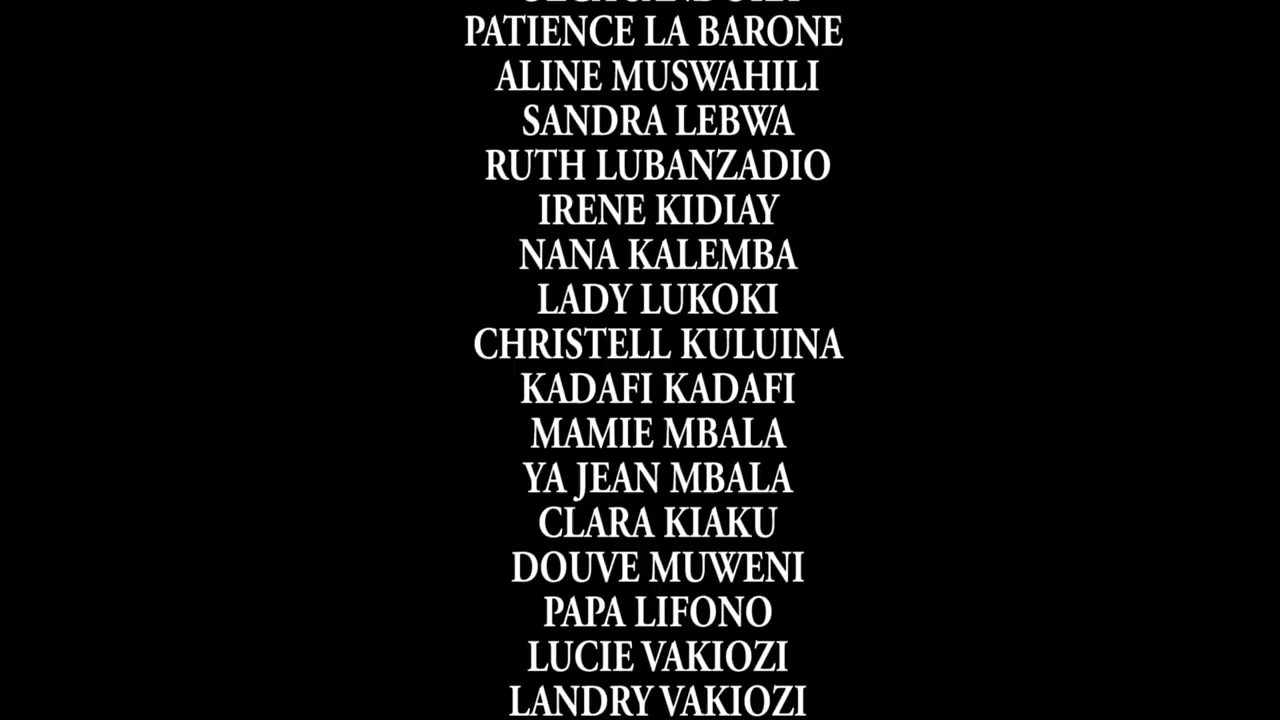 PATIENCE LA BARONE
ALINE MUSWAHILI
SANDRA LEBWA
RUTH LUBANZADIO
IRENE KIDIAY
NANA KALEMBA
LADY LUKOKI
CHRISTELL KULUINA
KADAFI KADAFI
MAMIE MBALA
YA JEAN MBALA
CLARA KIAKU
DOUVE MUWENI
PAPA LIFONO
LUCIE VAKIOZI
LANDRY VAKIOZI